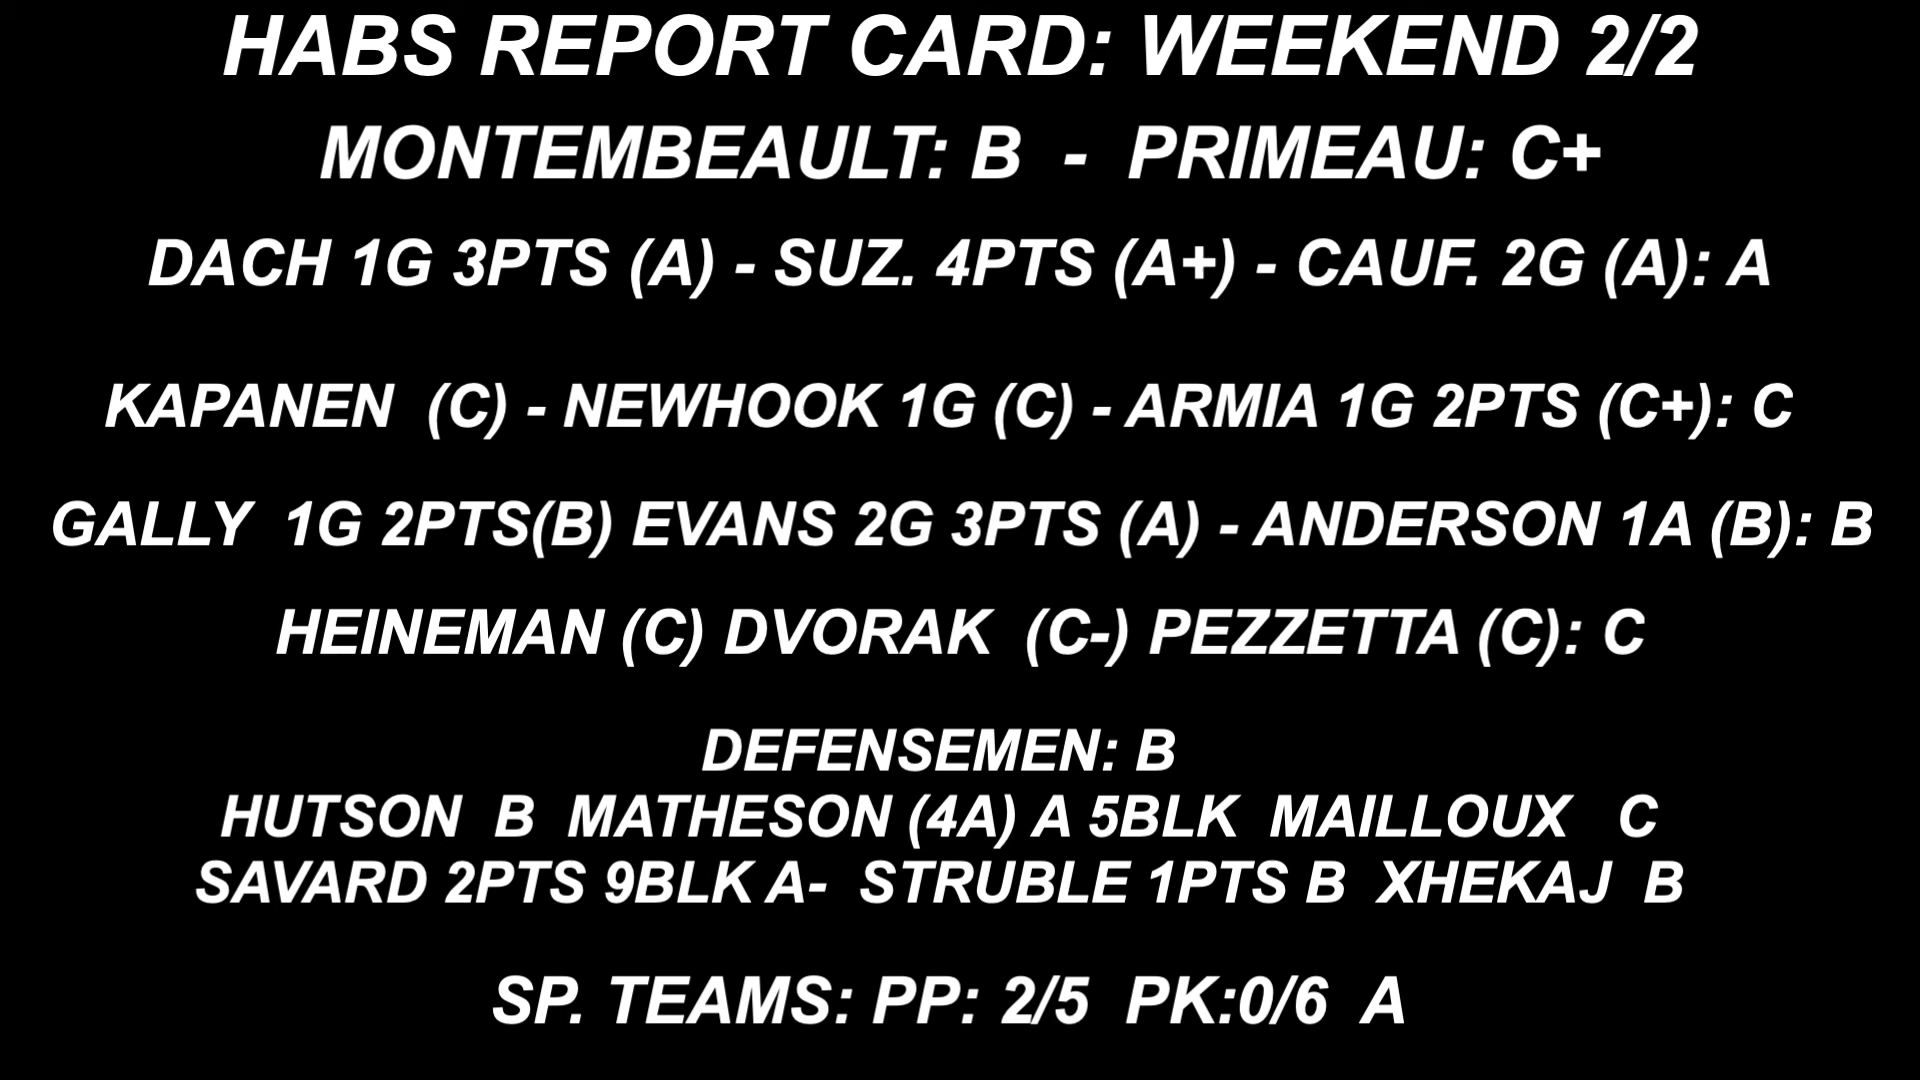 HABS REPORT CARD: WEEKEND 2/2
MONTEMBEAULT: B - PRIMEAU: C+
DACH 1G 3PTS (A) - SUZ. 4PTS (A+) - CAUF. 2G (A): A
KAPANEN (C) - NEWHOOK 1G (C) - ARMIA 1G 2PTS (C+): C
GALLY 1G 2PTS(B) EVANS 2G 3PTS (A) - ANDERSON 1A (B): B
HEINEMAN (C) DVORAK (C-) PEZZETTA (C): C
DEFENSEMEN: B
HUTSON B MATHESON (4A) A 5BLK MAILLOUX C
SAVARD 2PTS 9BLK A- STRUBLE 1PTS B XHEKAJ B
SP. TEAMS: PP: 2/5 PK:0/6 A